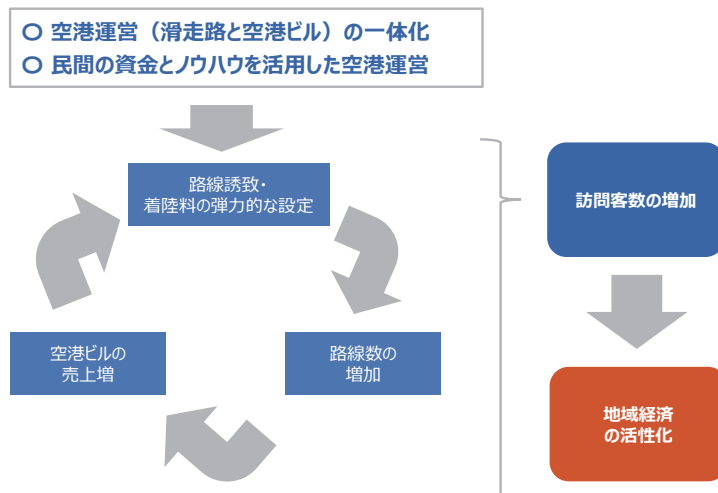 ○ 空港運営（滑走路と空港ビル）の一体化
○ 民間の資金とノウハウを活用した空港運営
路線誘致・
着陸料の弾力的な設定
訪問客数の増加
空港ビルの
売上増
路線数の
増加
地域経済
の活性化